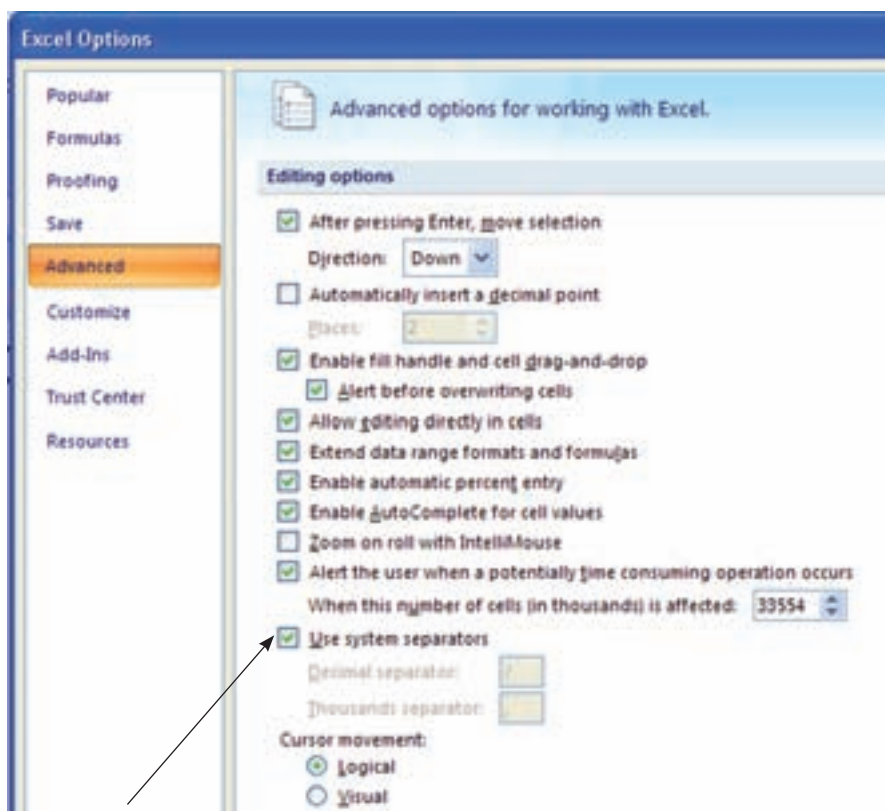 Excel Options
Popular
Formulas
Proofing
Save
Advanced
Customize
Add-Ins
Trust Center
Resources
Advanced options for working with Excel.
Editing options
After pressing Enter, move selection
Direction: Down
Automatically insert a decimal point
Places: 2
Enable fill handle and cell drag-and-drop
Alert before overwriting cells
Allow editing directly in cells
Extend data range formats and formulas
Enable automatic percent entry
Enable AutoComplete for cell values
Zoom on roll with IntelliMouse
Alert the user when a potentially time consuming operation occurs
When this number of cells (in thousands) is affected: 33554
Use system separators
Decimal separator:
Thousands separator:
Cursor movement:
Logical
Visual